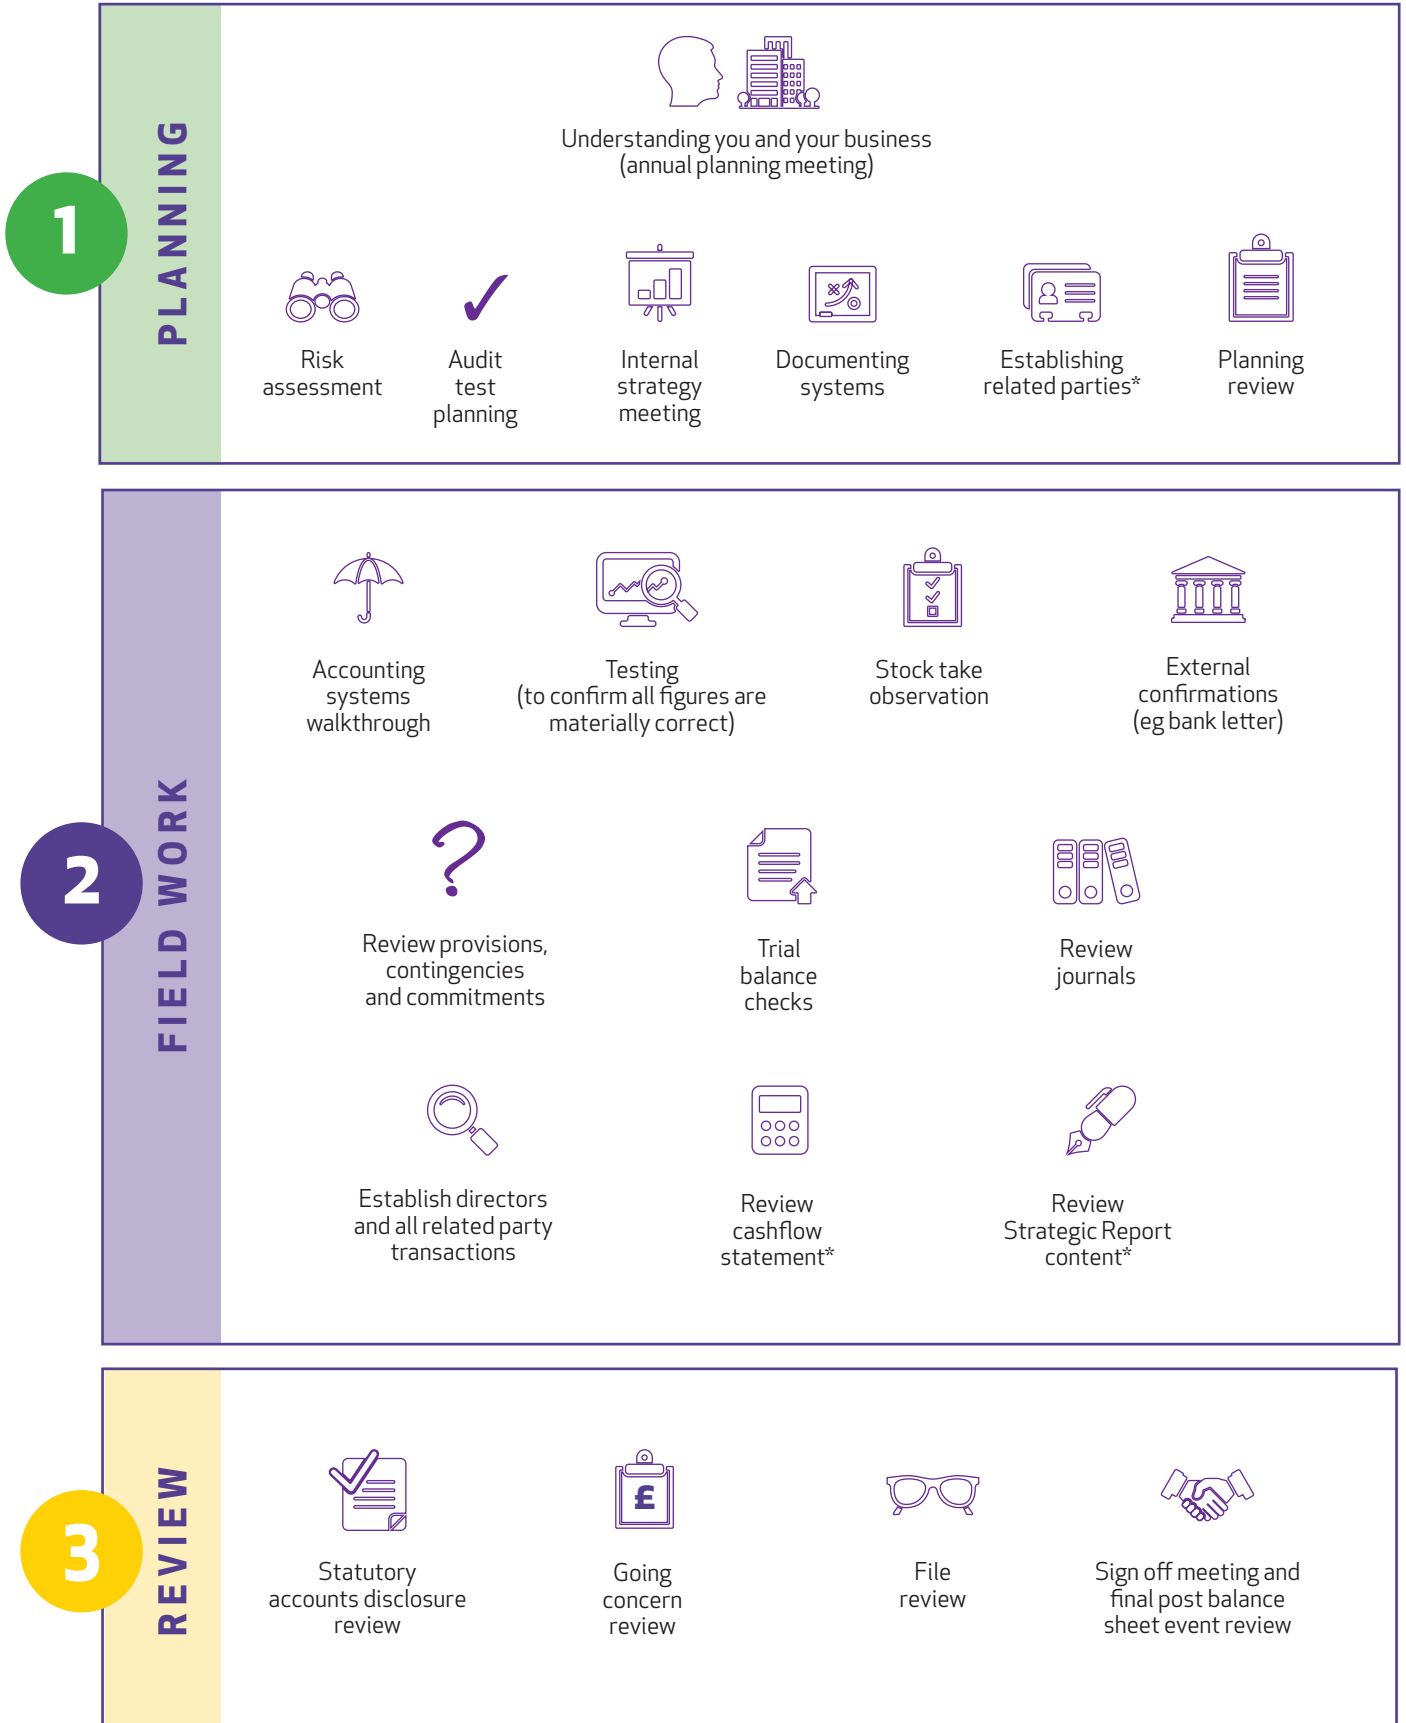 1
PLANNING
Understanding you and your business
(annual planning meeting)
Risk
assessment
Audit
test
planning
Internal
strategy
meeting
Documenting
systems
Establishing
related parties*
Planning
review
2
FIELD WORK
Accounting
systems
walkthrough
Testing
(to confirm all figures are
materially correct)
Stock take
observation
External
confirmations
(eg bank letter)
?
Review provisions,
contingencies
and commitments
Trial
balance
checks
Review
journals
Establish directors
and all related party
transactions
Review
cashflow
statement*
Review
Strategic Report
content*
3
REVIEW
Statutory
accounts disclosure
review
£
Going
concern
review
File
review
Sign off meeting and
final post balance
sheet event review